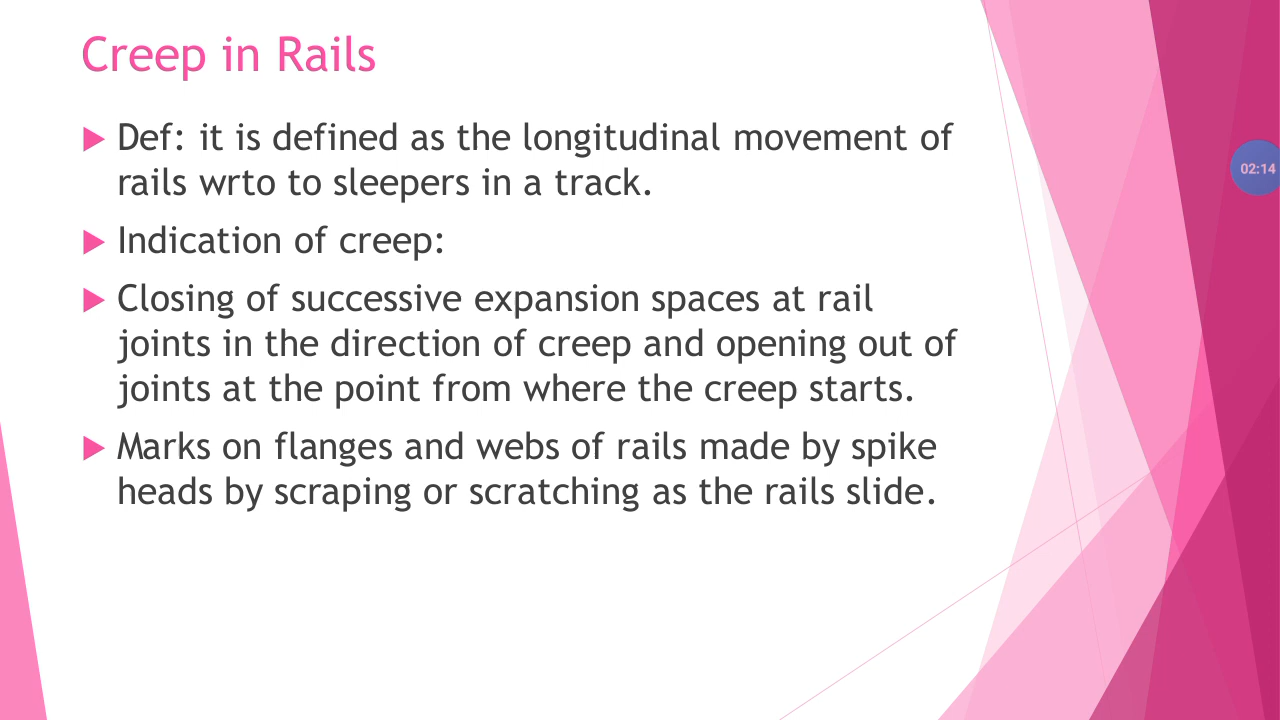 Creep in Rails
Def: it is defined as the longitudinal movement of
rails wrto to sleepers in a track.
Indication of creep:
Closing of successive expansion spaces at rail
joints in the direction of creep and opening out of
joints at the point from where the creep starts.
Marks on flanges and webs of rails made by spike
heads by scraping or scratching as the rails slide.
02:14